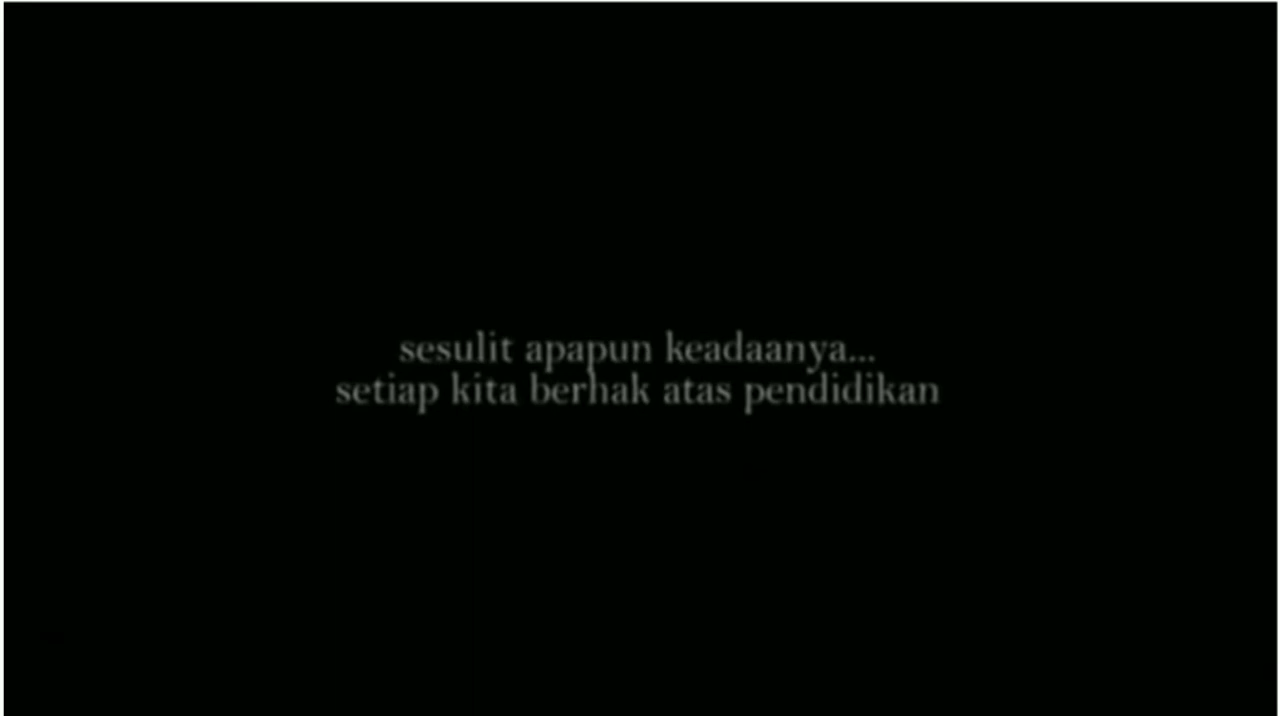 sesulit apapun keadaanya...
setiap kita berhak atas pendidikan